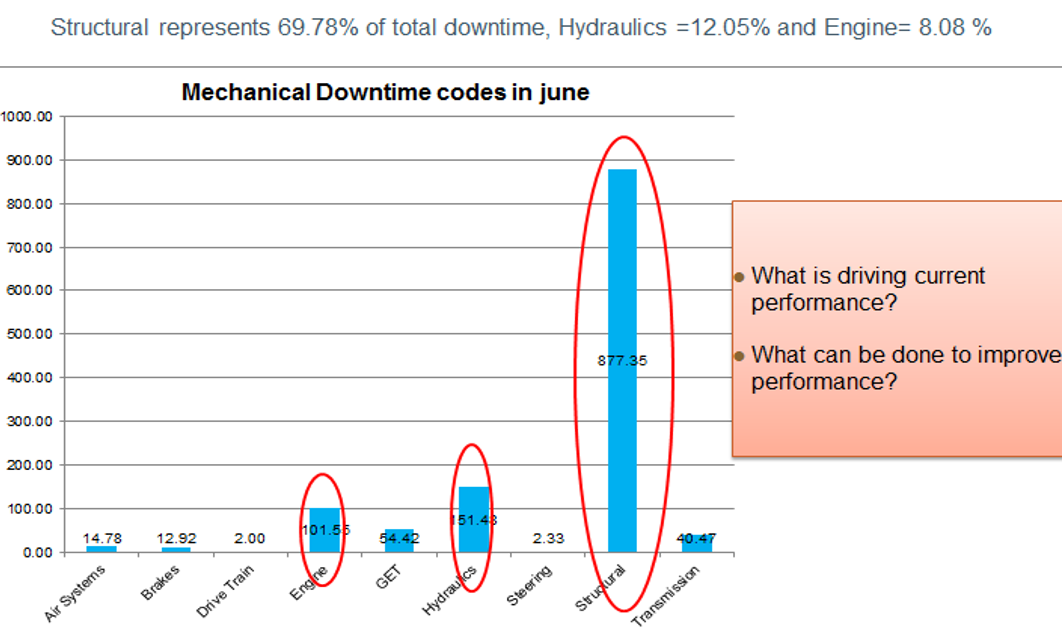 Structural represents 69.78% of total downtime, Hydraulics =12.05% and Engine= 8.08 %
Mechanical Downtime codes in june
1000.00
900.00
800.00
700.00
600.00
500.00
400.00
300.00
200.00
100.00
0.00
14.78
12.92
2.00
101.55
54.42
151.43
2.33
877.35
40.47
Air Systems
Brakes
Drive Train
Engine
GET
Hydraulics
Steering
Structural
Transmission
• What is driving current
performance?
• What can be done to improve
performance?